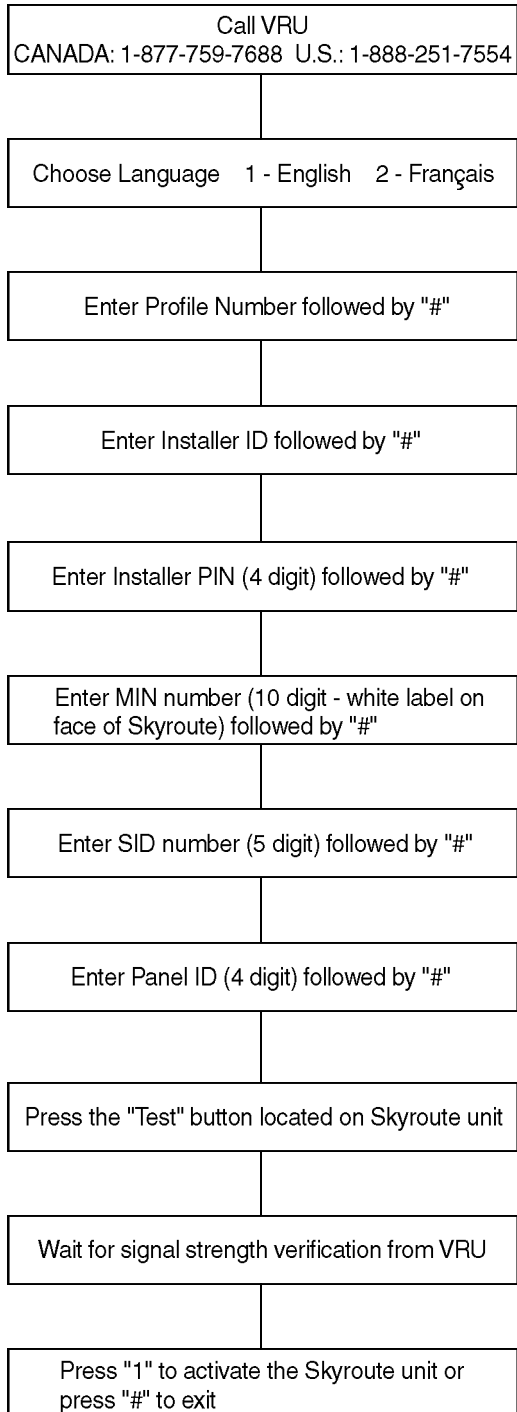 Call VRU
CANADA: 1-877-759-7688 U.S.: 1-888-251-7554
Choose Language 1 - English 2 - Français
Enter Profile Number followed by "#"
Enter Installer ID followed by "#"
Enter Installer PIN (4 digit) followed by "#"
Enter MIN number (10 digit - white label on
face of Skyroute) followed by "#"
Enter SID number (5 digit) followed by "#"
Enter Panel ID (4 digit) followed by "#"
Press the "Test" button located on Skyroute unit
Wait for signal strength verification from VRU
Press "1" to activate the Skyroute unit or
press "#" to exit